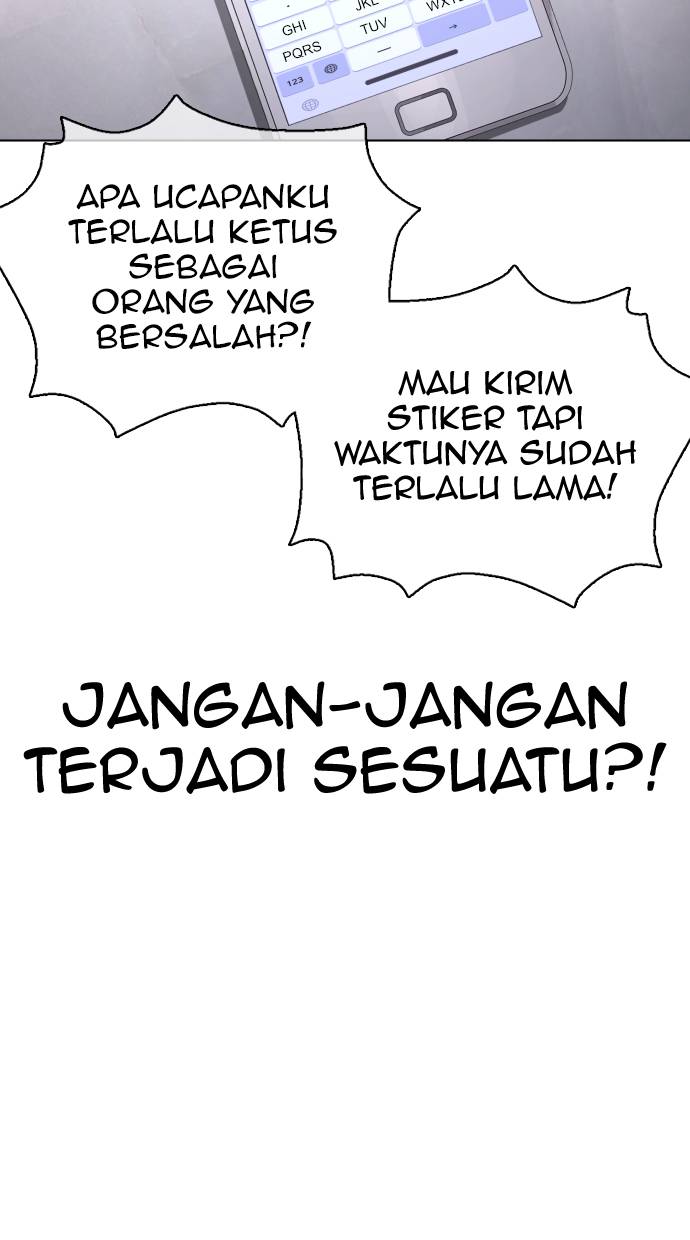 JKL
WXYZ
GHI
TUV
PQRS
→
123
APA UCAPANKU
TERLALU KETUS
SEBAGAI
ORANG YANG
BERSALAH?!
MAU KIRIM
STIKER TAPI
WAKTUNYA SUDAH
TERLALU LAMA!
JANGAN-JANGAN
TERJADI SESUATU?!